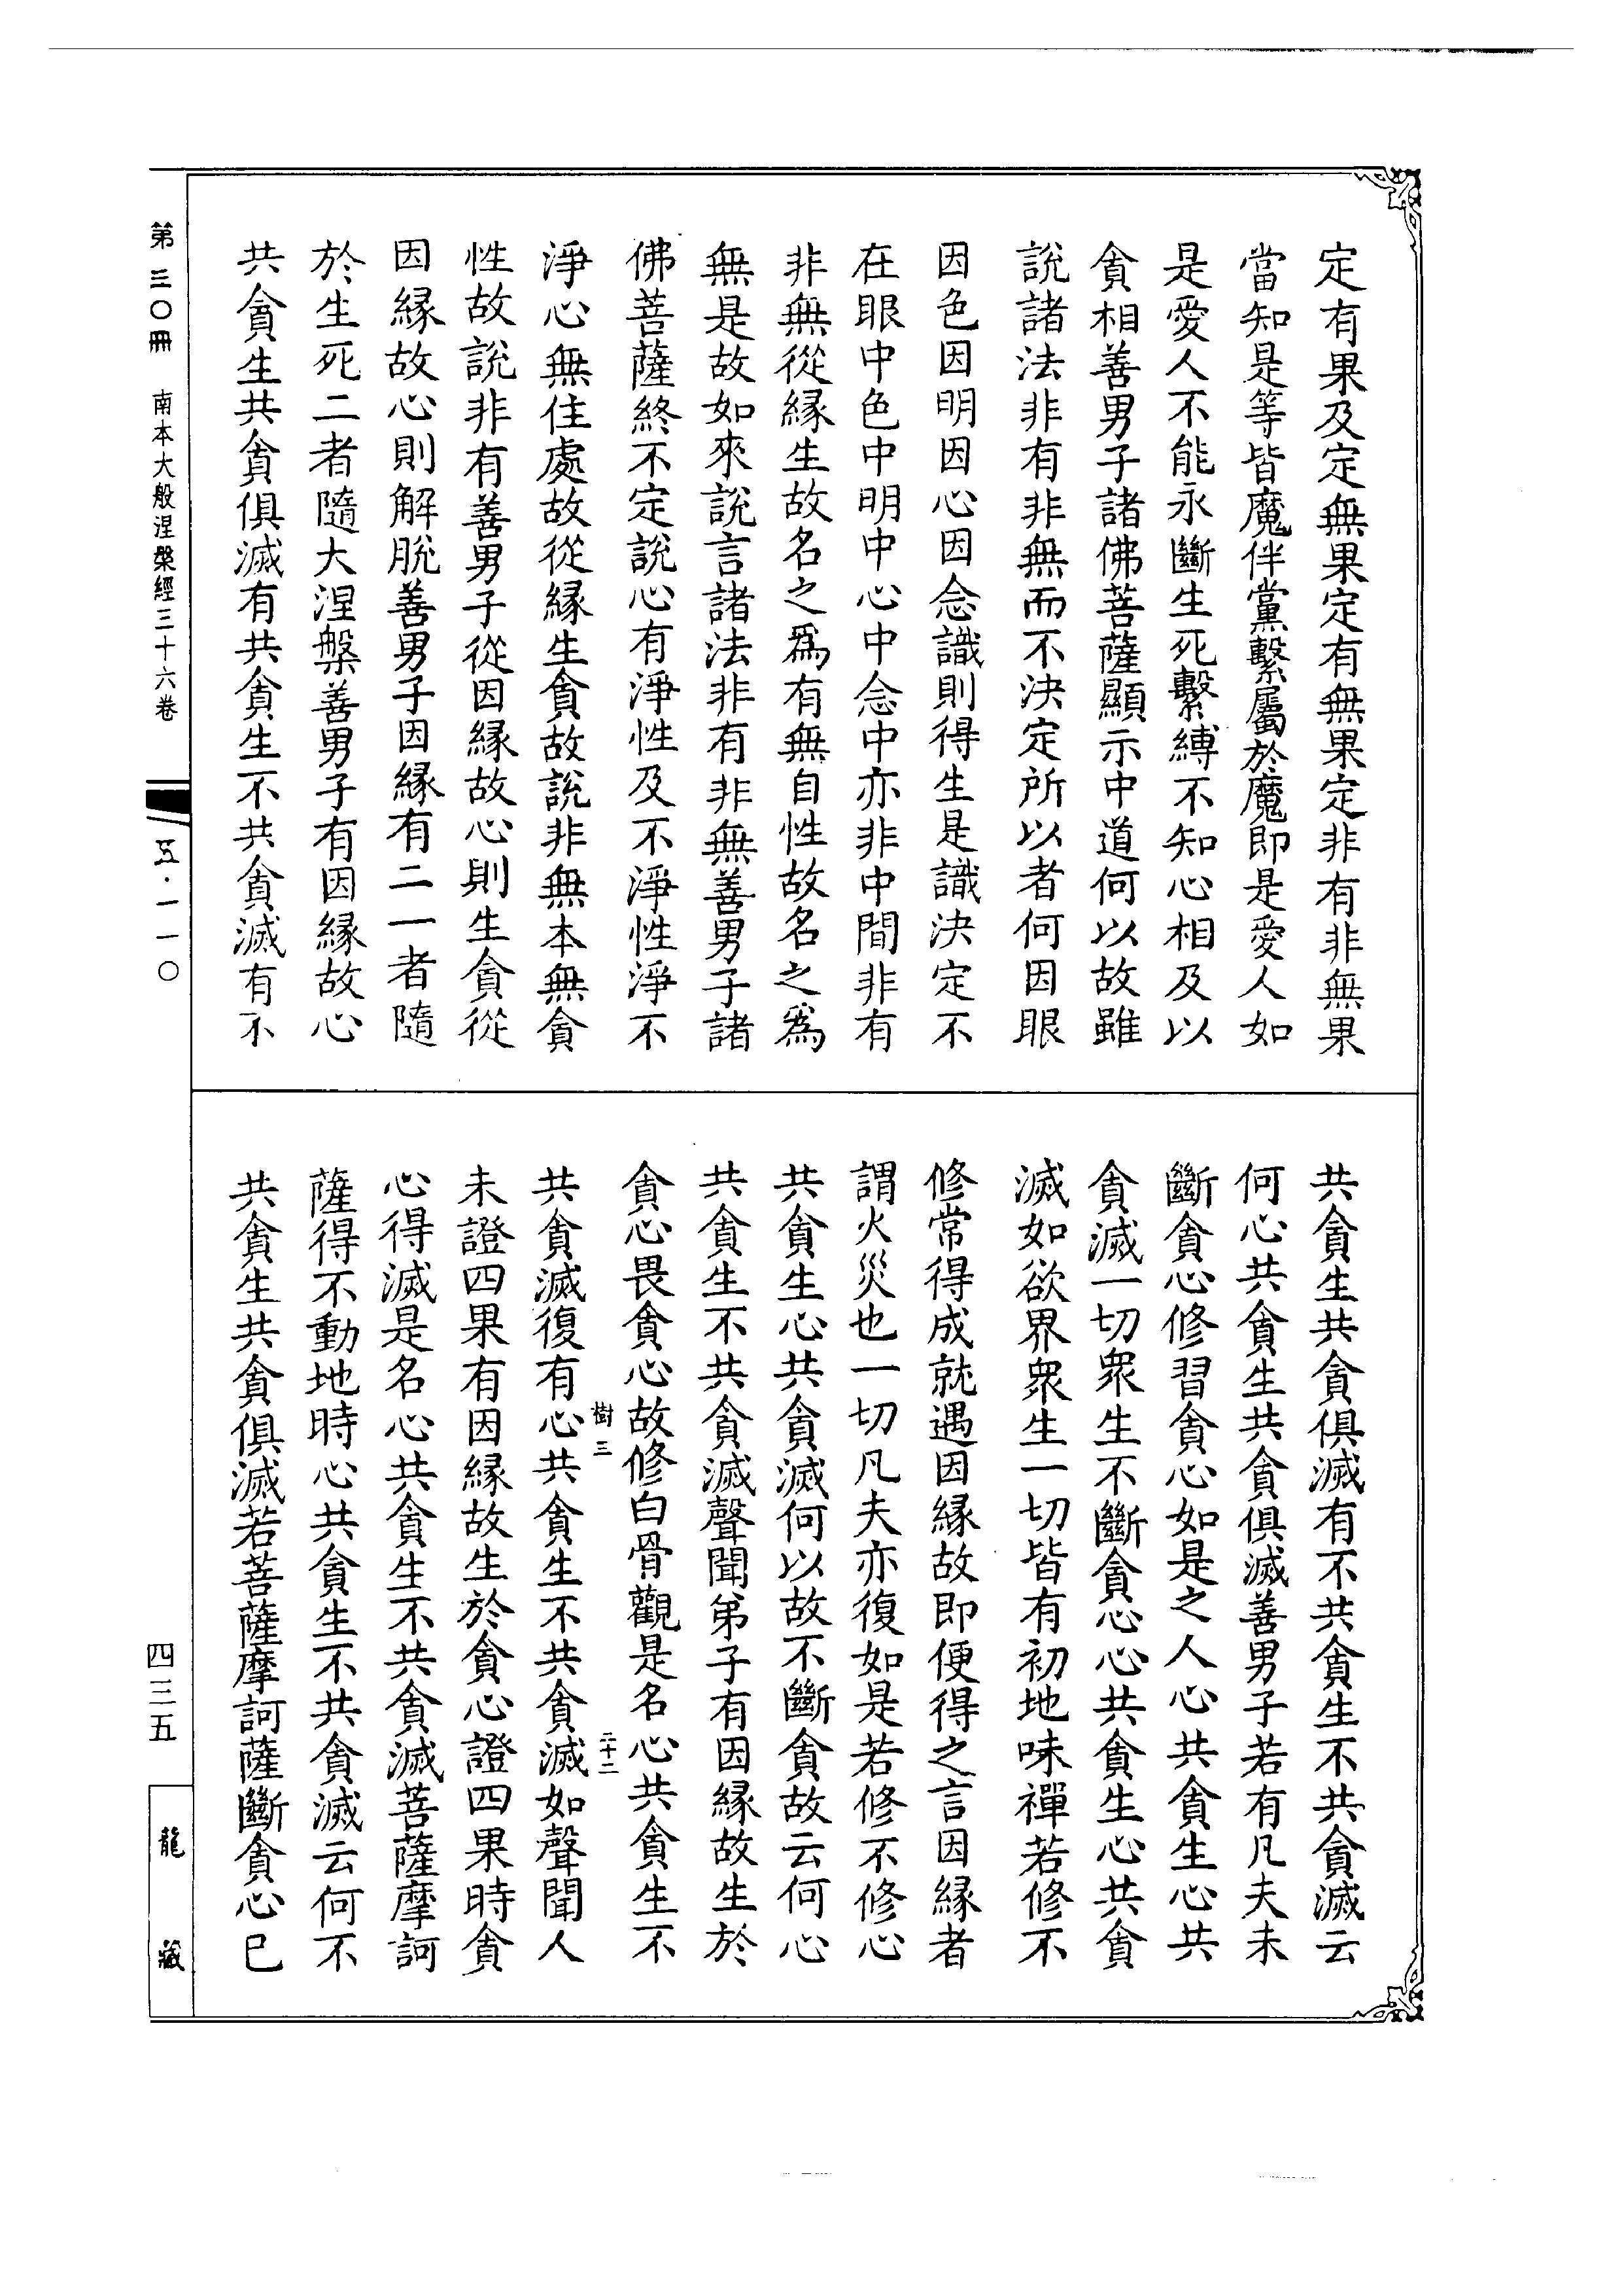 定有果及定無果定有無果定非有非無果
當知是等皆魔伴黨繫屬於魔即是愛人如
是愛人不能永斷生死繫縛不知心相及以
貪相善男子諸佛菩薩顯示中道何以故雖
說諸法非有非無而不決定所以者何因眼
因色因明因心因念識則得生是識決定不
在眼中色中明中心中念中亦非中間非有
非無從緣生故名之為有無自性故名之為
無是故如來說言諸法非有非無善男子諸
佛菩薩終不定說心有淨性及不淨性淨不
淨心無住處故從緣生貪故說非無本無貪
性故說非有善男子從因緣故心則生貪從
因緣故心則解脫善男子因緣有二一者隨
於生死二者隨大涅槃善男子有因緣故心
共貪生共貪俱滅有共貪生不共貪滅有不
共貪生共貪俱滅有不共貪生不共貪滅云
何心共貪生共貪俱滅善男子若有凡夫未
斷貪心修習貪心如是之人心共貪生心共
貪滅一切眾生不斷貪心心共貪生心共貪
滅如欲界眾生一切皆有初地味禪若修不
修常得成就遇因緣故即便得之言因緣者
謂火災也一切凡夫亦復如是若修不修心
共貪生心共貪滅何以故不斷貪故云何心
共貪生不共貪滅聲聞弟子有因緣故生於
貪心畏貪心故修白骨觀是名心共貪生不
樹三
二十二
共貪滅復有心共貪生不共貪滅如聲聞人
未證四果有因緣故生於貪心證四果時貪
心得滅是名心共貪生不共貪滅菩薩摩訶
薩得不動地時心共貪生不共貪滅云何不
共貪生共貪俱滅若菩薩摩訶薩斷貪心已
第三〇冊 南本大般涅槃經三十六卷
五·一一〇
四三五
龍藏